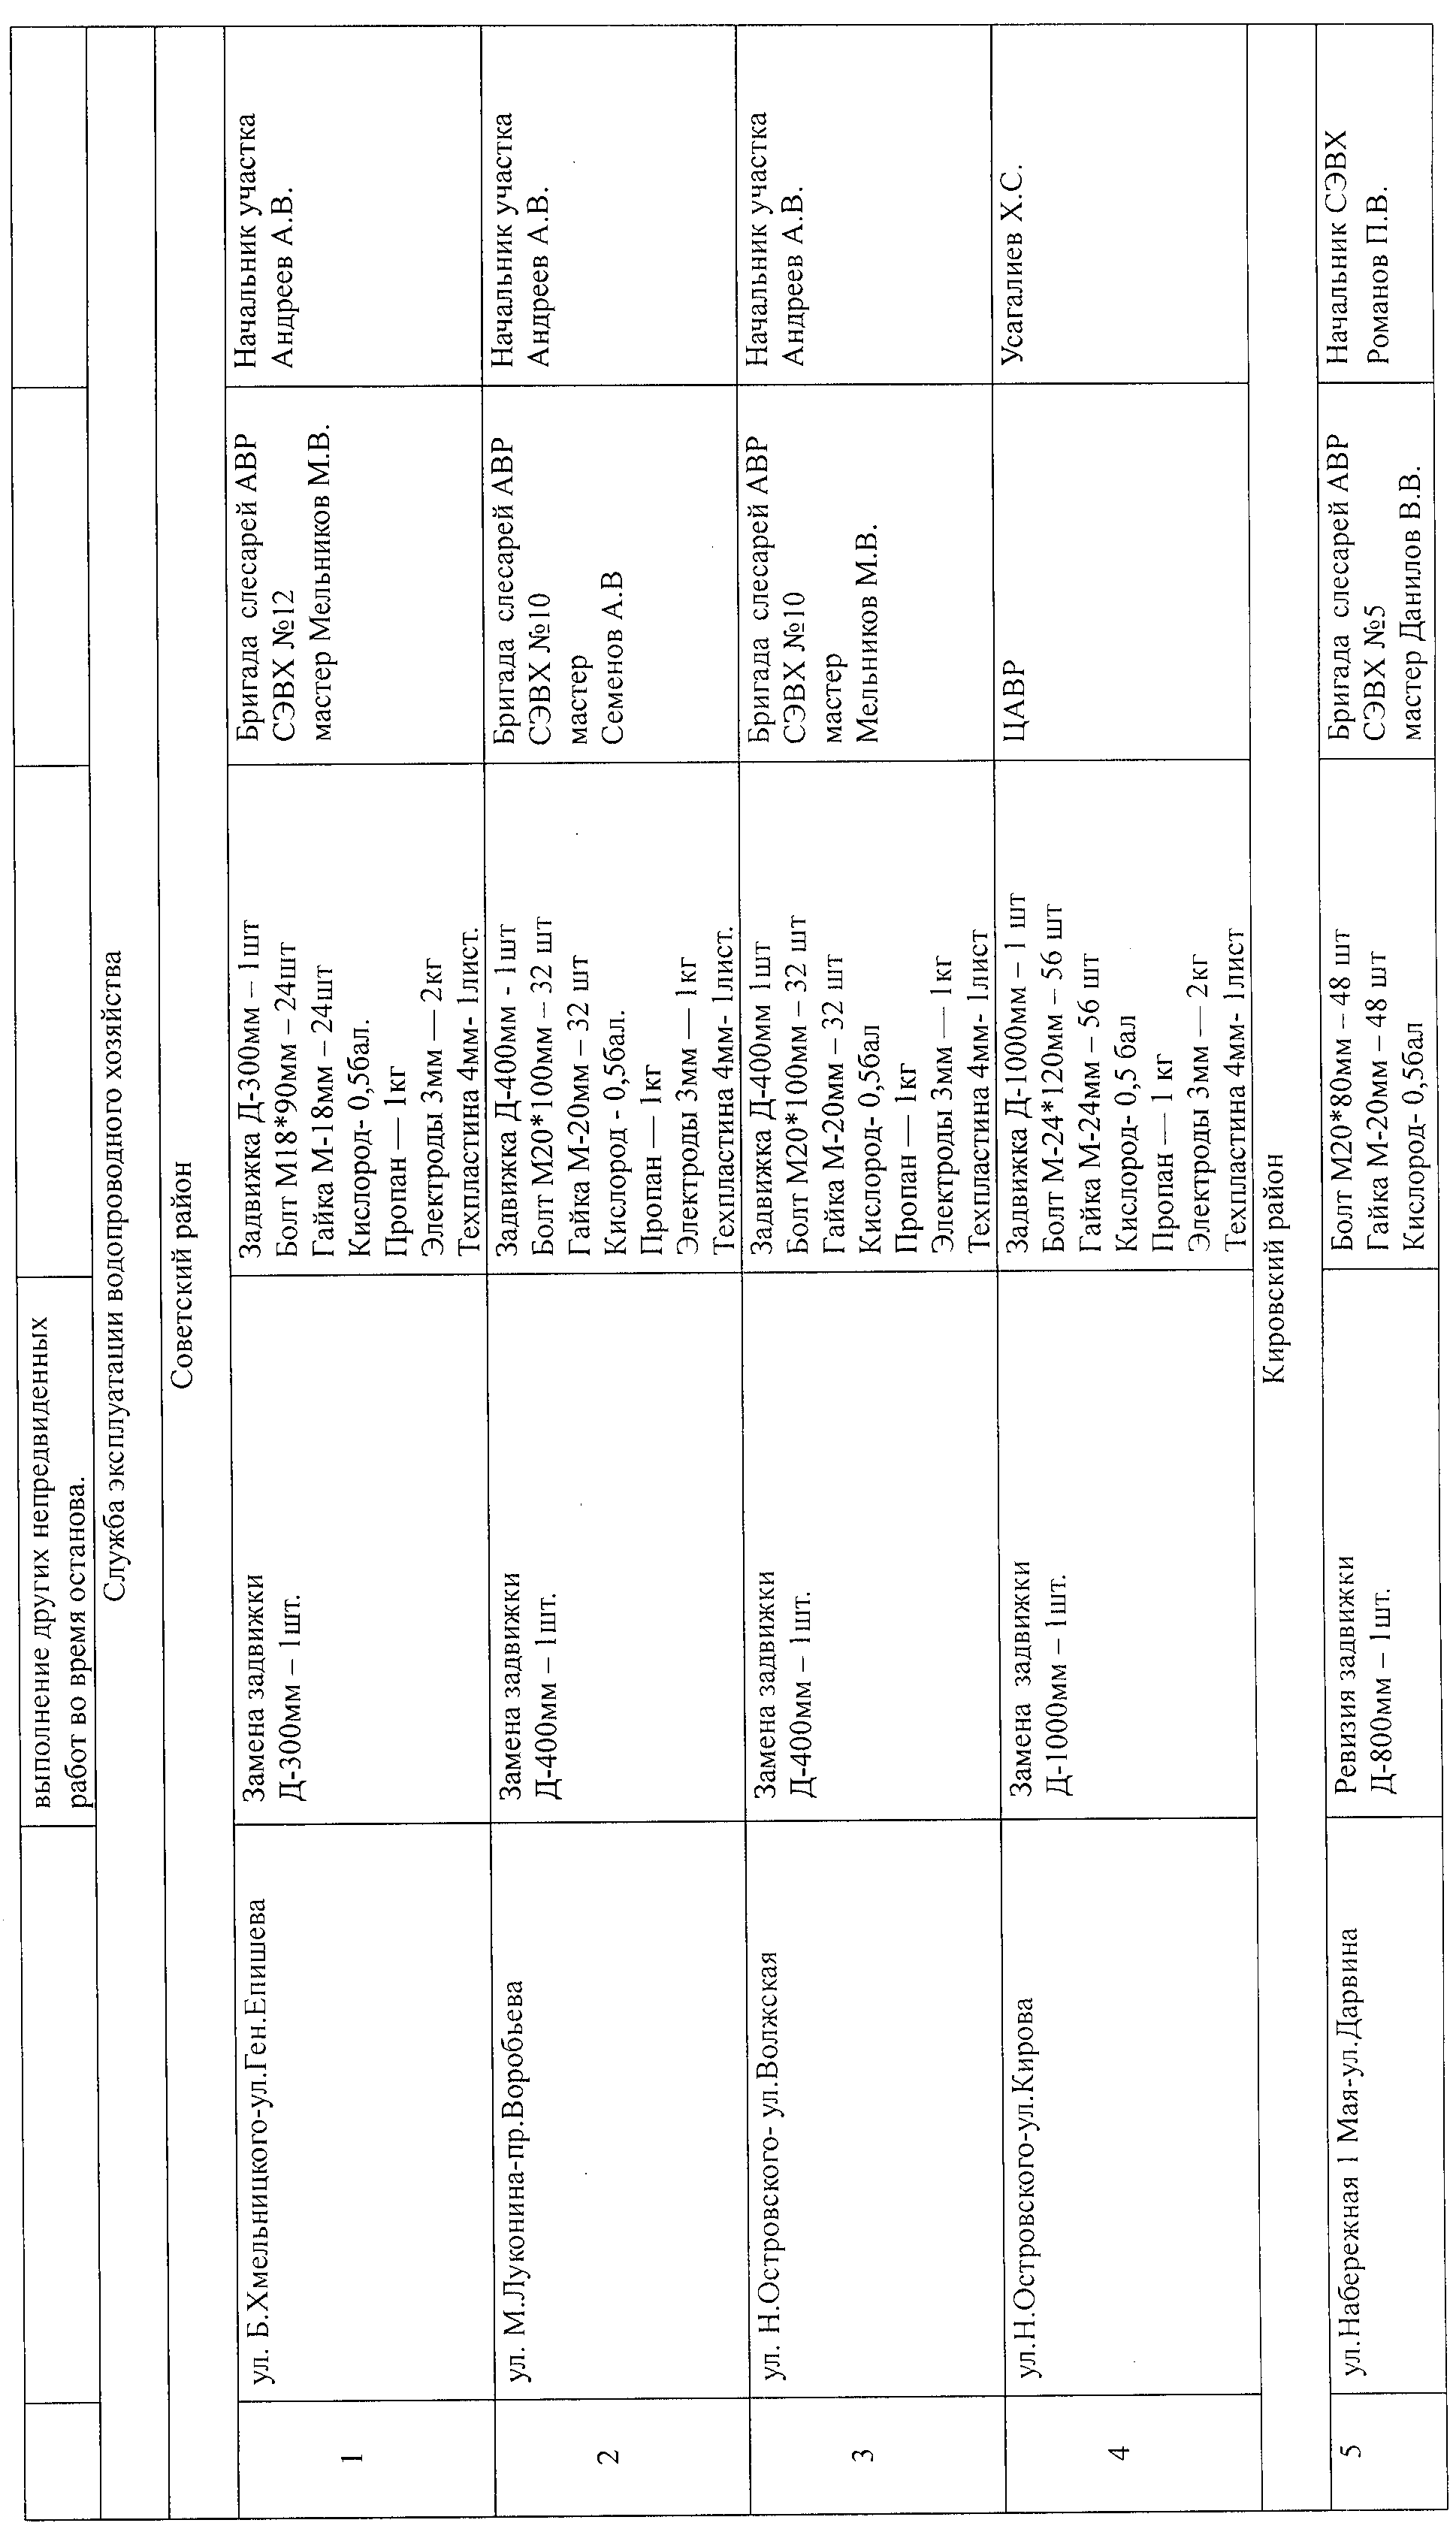 выполнение других непредвиденных
работ во время останова.
Служба эксплуатации водопроводного хозяйства
Советский район
1
ул. Б.Хмельницкого-ул.Ген.Епишева
Замена задвижки
Д-300мм – 1шт.
Задвижка Д-300мм – 1шт
Болт М18*90мм – 24шт
Гайка М-18мм – 24шт
Кислород- 0,5бал.
Пропан — 1кг
Электроды 3мм — 2кг
Техпластина 4мм- 1лист.
Бригада слесарей АВР
СЭВХ №12
мастер Мельников М.В.
Начальник участка
Андреев А.В.
2
ул. М.Луконина-пр.Воробьева
Замена задвижки
Д-400мм – 1шт.
Задвижка Д-400мм - 1шт
Болт М20*100мм – 32 шт
Гайка М-20мм – 32 шт
Кислород - 0,5бал.
Пропан — 1кг
Электроды 3мм — 1кг
Техпластина 4мм- 1лист.
Бригада слесарей АВР
СЭВХ №10
мастер
Семенов А.В
Начальник участка
Андреев А.В.
3
ул. Н.Островского- ул.Волжская
Замена задвижки
Д-400мм – 1шт.
Задвижка Д-400мм 1шт
Болт М20*100мм – 32 шт
Гайка М-20мм – 32 шт
Кислород- 0,5бал
Пропан — 1кг
Электроды 3мм — 1кг
Техпластина 4мм- 1лист
Бригада слесарей АВР
СЭВХ №10
мастер
Мельников М.В.
Начальник участка
Андреев А.В.
4
ул.Н.Островского-ул.Кирова
Замена задвижки
Д-1000мм – 1шт.
Задвижка Д-1000мм – 1 шт
Болт М-24*120мм – 56 шт
Гайка М-24мм – 56 шт
Кислород- 0,5 бал
Пропан — 1 кг
Электроды 3мм — 2кг
Техпластина 4мм- 1лист
ЦАВР
Усагалиев Х.С.
Кировский район
5
ул.Набережная 1 Мая-ул.Дарвина
Ревизия задвижки
Д-800мм – 1шт.
Болт М20*80мм – 48 шт
Гайка М-20мм – 48 шт
Кислород- 0,5бал
Бригада слесарей АВР
СЭВХ №5
мастер Данилов В.В.
Начальник СЭВХ
Романов П.В.